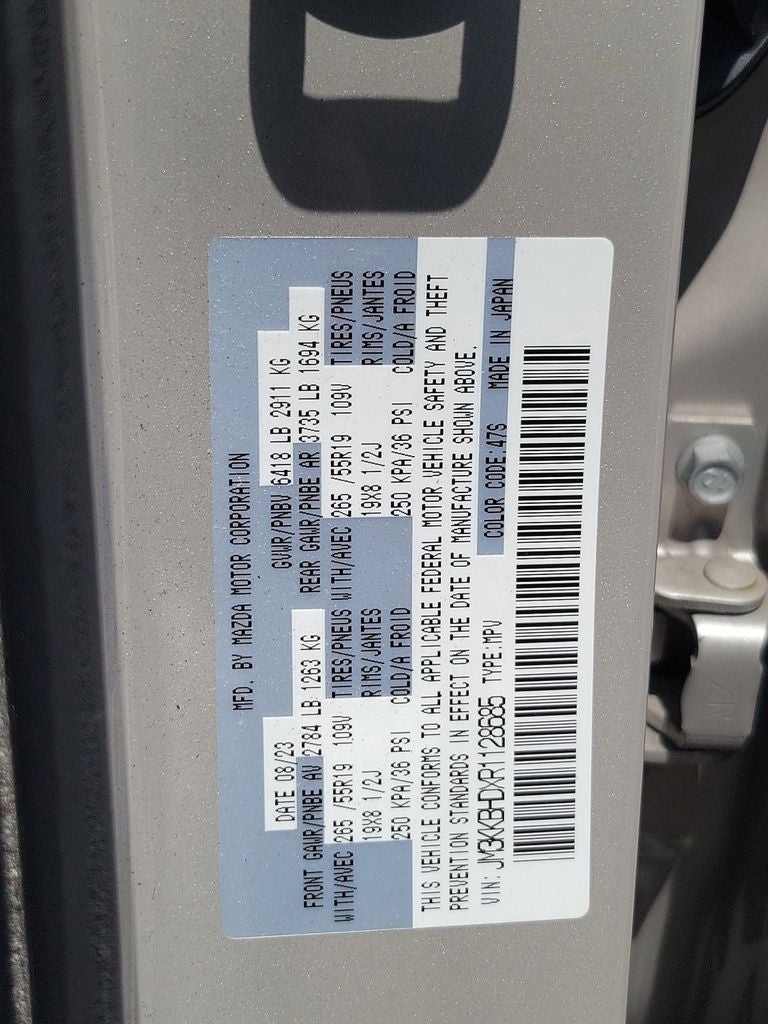 MFD. BY MAZDA MOTOR CORPORATION
DATE 08/23 GVWR/PNBV 6418 LB 2911 KG
FRONT GAWR/PNBE AV 2784 LB 1263 KG REAR GAWR/PNBE AR 3735 LB 1694 KG
WITH/AVEC 265 /55R19 109V TIRES/PNEUS WITH/AVEC 265 /55R19 109V TIRES/PNEUS
19X8 1/2J RIMS/JANTES 19X8 1/2J RIMS/JANTES
250 KPA/36 PSI COLD/A FROID 250 KPA/36 PSI COLD/A FROID
THIS VEHICLE CONFORMS TO ALL APPLICABLE FEDERAL MOTOR VEHICLE SAFETY AND THEFT
PREVENTION STANDARDS IN EFFECT ON THE DATE OF MANUFACTURE SHOWN ABOVE.
VIN: JM3KKBHDXR1128685 TYPE:MPV COLOR CODE:47S MADE IN JAPAN